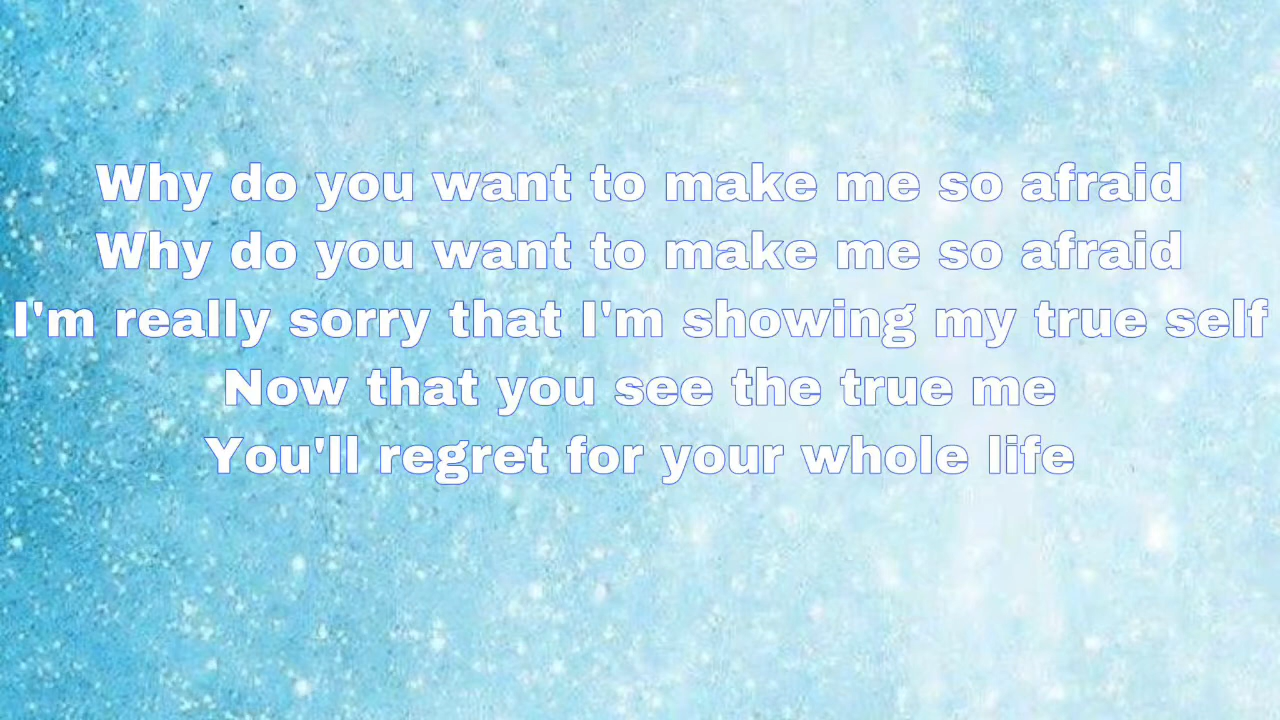 Why do you want to make me so afraid
Why do you want to make me so afraid
I'm really sorry that I'm showing my true self
Now that you see the true me
You'll regret for your whole life